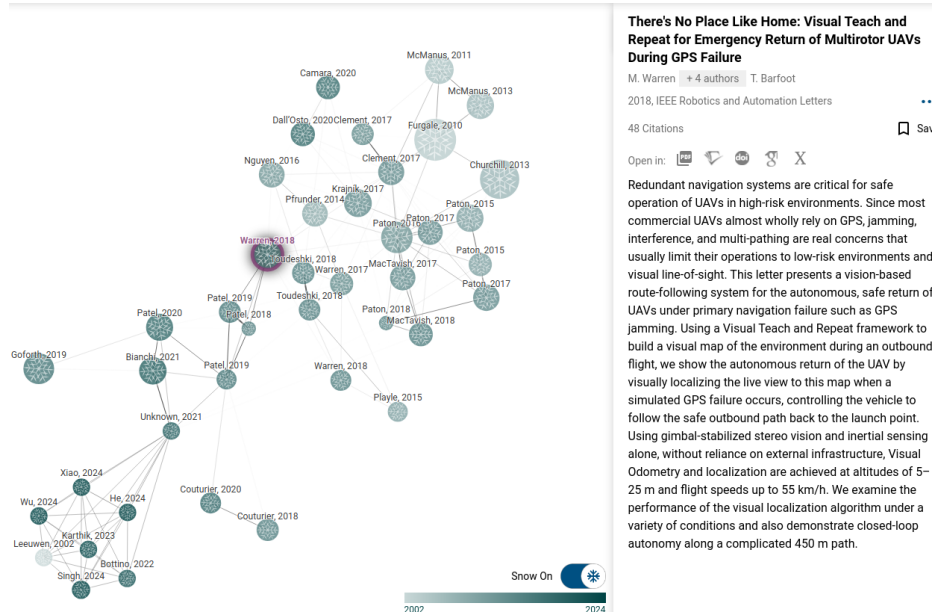 McManus, 2011
Camara, 2020
McManus, 2013
Dall'Osto, 2020
Clement, 2017
Furgale, 2010
Nguyen, 2016
Clement, 2017
Churchill, 2013
Krajník, 2017
Pfrunder, 2014
Paton, 2015
Paton, 2016
Paton, 2017
Warren, 2018
Toudeshki, 2018
Paton, 2015
Warren, 2017
MacTavish, 2017
Paton, 2017
Patel, 2019
Toudeshki, 2018
Patel, 2020
Patel, 2018
Paton, 2018
MacTavish, 2018
Goforth, 2019
Bianchi, 2021
Patel, 2019
Warren, 2018
Playle, 2015
Unknown, 2021
Xiao, 2024
Wu, 2024
He, 2024
Couturier, 2020
Couturier, 2018
Karthik, 2023
Leeuwen, 2002
Bottino, 2022
Singh, 2024
Snow On
2002
2024
There's No Place Like Home: Visual Teach and
Repeat for Emergency Return of Multirotor UAVs
During GPS Failure
M. Warren + 4 authors T. Barfoot
2018, IEEE Robotics and Automation Letters
48 Citations
Sav
Open in: PDF doi g X
Redundant navigation systems are critical for safe
operation of UAVs in high-risk environments. Since most
commercial UAVs almost wholly rely on GPS, jamming,
interference, and multi-pathing are real concerns that
usually limit their operations to low-risk environments and
visual line-of-sight. This letter presents a vision-based
route-following system for the autonomous, safe return of
UAVs under primary navigation failure such as GPS
jamming. Using a Visual Teach and Repeat framework to
build a visual map of the environment during an outbound
flight, we show the autonomous return of the UAV by
visually localizing the live view to this map when a
simulated GPS failure occurs, controlling the vehicle to
follow the safe outbound path back to the launch point.
Using gimbal-stabilized stereo vision and inertial sensing
alone, without reliance on external infrastructure, Visual
Odometry and localization are achieved at altitudes of 5–
25 m and flight speeds up to 55 km/h. We examine the
performance of the visual localization algorithm under a
variety of conditions and also demonstrate closed-loop
autonomy along a complicated 450 m path.